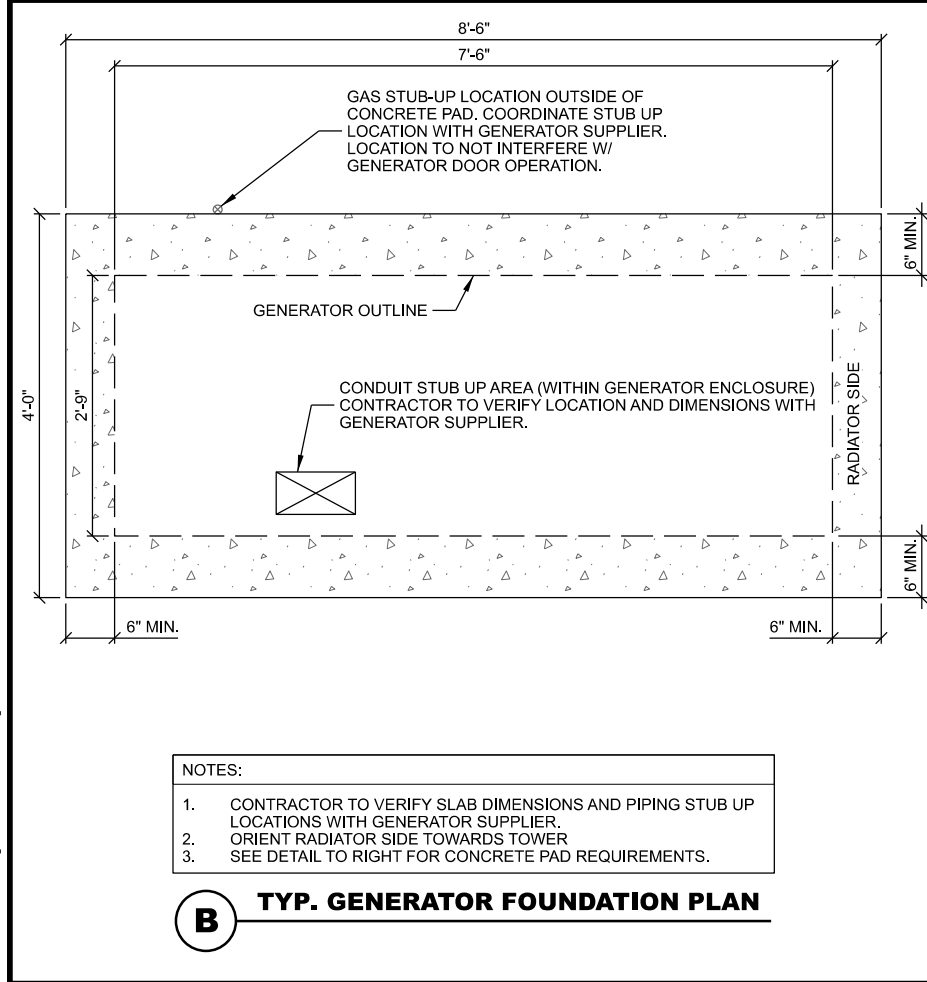 8'-6"
7'-6"
GAS STUB-UP LOCATION OUTSIDE OF
CONCRETE PAD. COORDINATE STUB UP
LOCATION WITH GENERATOR SUPPLIER.
LOCATION TO NOT INTERFERE W/
GENERATOR DOOR OPERATION.
6" MIN.
GENERATOR OUTLINE
4'-0"
2'-9"
CONDUIT STUB UP AREA (WITHIN GENERATOR ENCLOSURE)
CONTRACTOR TO VERIFY LOCATION AND DIMENSIONS WITH
GENERATOR SUPPLIER.
RADIATOR SIDE
6" MIN.
6" MIN.
6" MIN.
NOTES:
1. CONTRACTOR TO VERIFY SLAB DIMENSIONS AND PIPING STUB UP
LOCATIONS WITH GENERATOR SUPPLIER.
2. ORIENT RADIATOR SIDE TOWARDS TOWER
3. SEE DETAIL TO RIGHT FOR CONCRETE PAD REQUIREMENTS.
B TYP. GENERATOR FOUNDATION PLAN